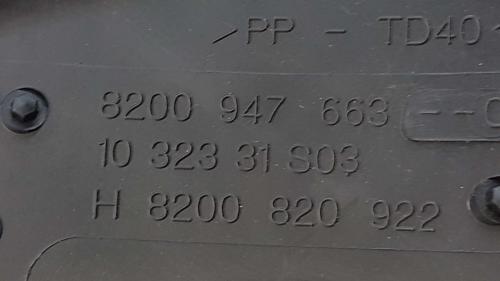 >PP - TD40<
8200 947 663 --C
10 323 31 S03
H 8200 820 922